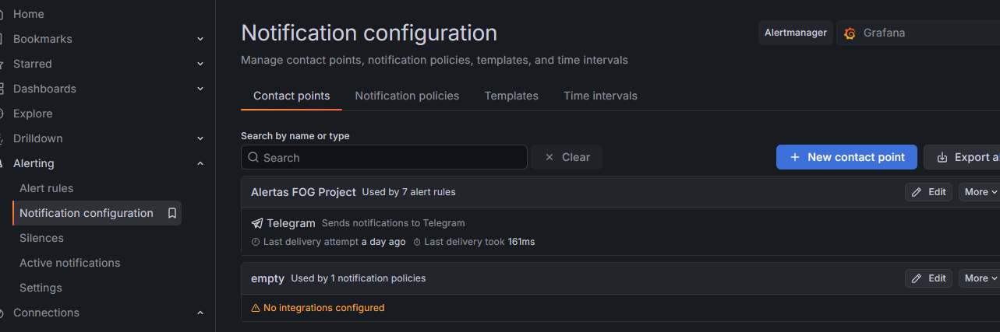 Home
Bookmarks
Starred
Dashboards
Explore
Drilldown
Alerting
Alert rules
Notification configuration
Silences
Active notifications
Settings
Connections
Notification configuration
Manage contact points, notification policies, templates, and time intervals
Alertmanager Grafana
Contact points Notification policies Templates Time intervals
Search by name or type
Search Clear New contact point Export al
Alertas FOG Project Used by 7 alert rules Edit More
Telegram Sends notifications to Telegram
Last delivery attempt a day ago Last delivery took 161ms
empty Used by 1 notification policies Edit More
No integrations configured